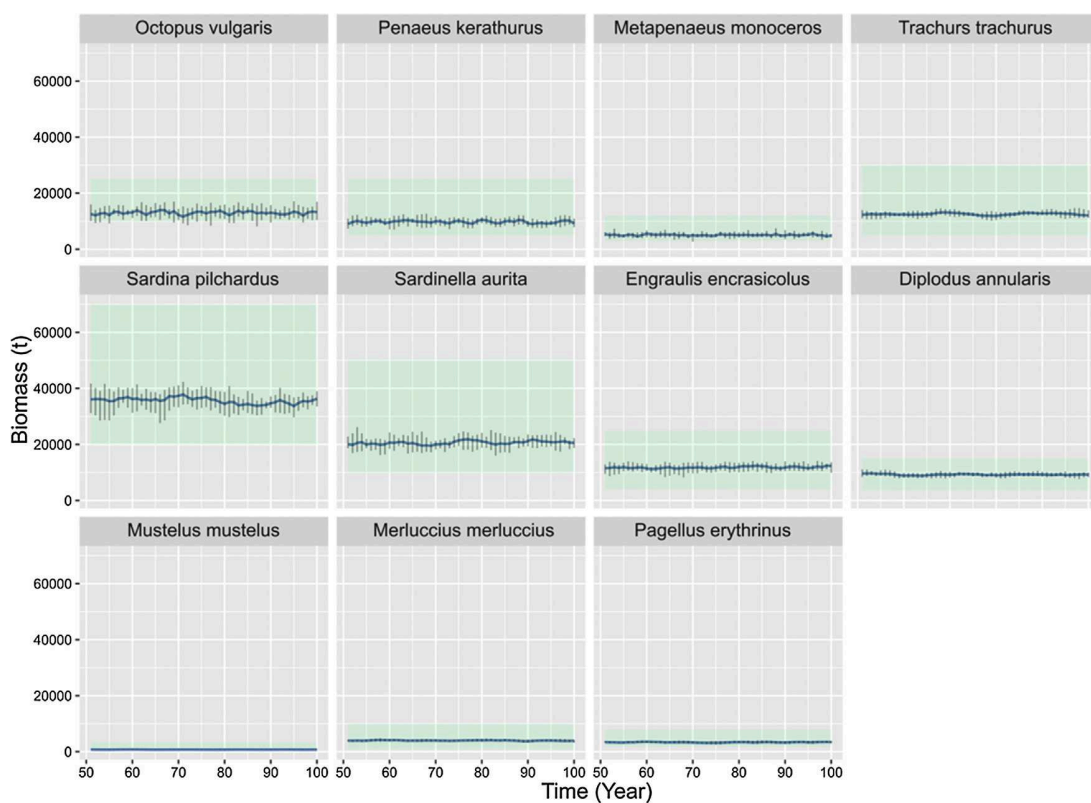 Octopus vulgaris Penaeus kerathurus Metapenaeus monoceros Trachurs trachurus
60000
40000
20000
0
Sardina pilchardus Sardinella aurita Engraulis encrasicolus Diplodus annularis
60000
40000
20000
0
Biomass (t)
Mustelus mustelus Merluccius merluccius Pagellus erythrinus
60000
40000
20000
0
50 60 70 80 90 100 50 60 70 80 90 100 50 60 70 80 90 100
Time (Year)